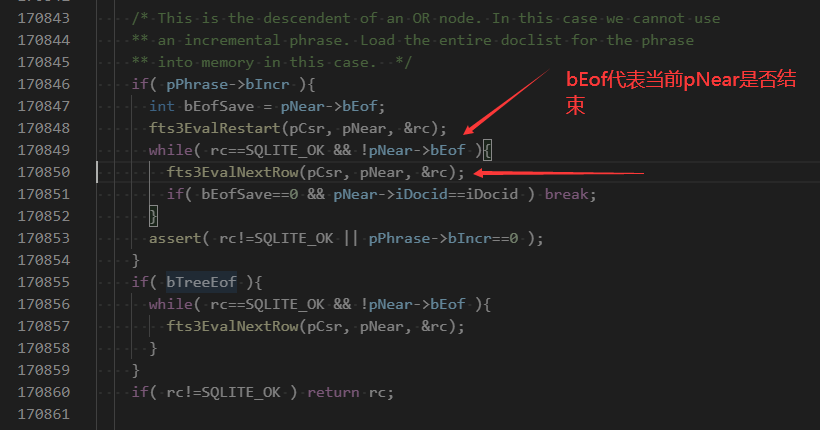 170843 /* This is the descendent of an OR node. In this case we cannot use
170844 ** an incremental phrase. Load the entire doclist for the phrase
170845 ** into memory in this case. */
170846 if( pPhrase->bIncr ){
170847 int bEofSave = pNear->bEof;
170848 fts3EvalRestart(pCsr, pNear, &rc);
170849 while( rc==SQLITE_OK && !pNear->bEof ){
170850 fts3EvalNextRow(pCsr, pNear, &rc);
170851 if( bEofSave==0 && pNear->iDocid==iDocid ) break;
170852 }
170853 assert( rc!=SQLITE_OK || pPhrase->bIncr==0 );
170854 }
170855 if( bTreeEof ){
170856 while( rc==SQLITE_OK && !pNear->bEof ){
170857 fts3EvalNextRow(pCsr, pNear, &rc);
170858 }
170859 }
170860 if( rc!=SQLITE_OK ) return rc;
170861
bEof代表当前pNear是否结
束